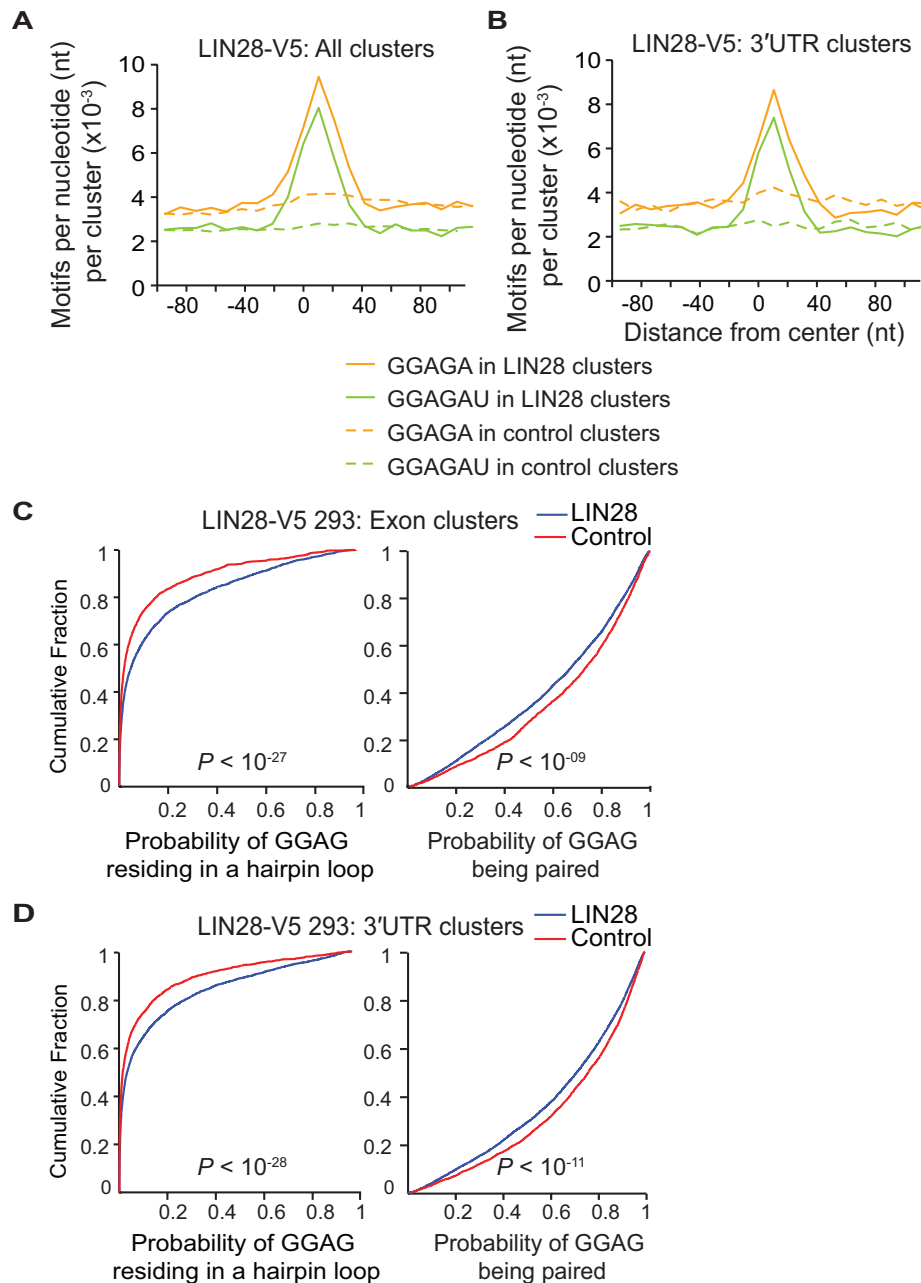 A
LIN28-V5: All clusters
Motifs per nucleotide (nt)
per cluster (x10⁻³)
10
8
6
4
2
0
-80 -40 0 40 80
B
LIN28-V5: 3′UTR clusters
Motifs per nucleotide (nt)
per cluster (x10⁻³)
10
8
6
4
2
0
-80 -40 0 40 80
Distance from center (nt)
GGAGA in LIN28 clusters
GGAGAU in LIN28 clusters
GGAGA in control clusters
GGAGAU in control clusters
C
LIN28-V5 293: Exon clusters
LIN28
Control
Cumulative Fraction
1
0.8
0.6
0.4
0.2
0
P < 10⁻²⁷
0.2 0.4 0.6 0.8 1
Probability of GGAG
residing in a hairpin loop
1
0.8
0.6
0.4
0.2
0
P < 10⁻⁰⁹
0.2 0.4 0.6 0.8 1
Probability of GGAG
being paired
D
LIN28-V5 293: 3′UTR clusters
LIN28
Control
Cumulative Fraction
1
0.8
0.6
0.4
0.2
0
P < 10⁻²⁸
0.2 0.4 0.6 0.8 1
Probability of GGAG
residing in a hairpin loop
1
0.8
0.6
0.4
0.2
0
P < 10⁻¹¹
0.2 0.4 0.6 0.8 1
Probability of GGAG
being paired